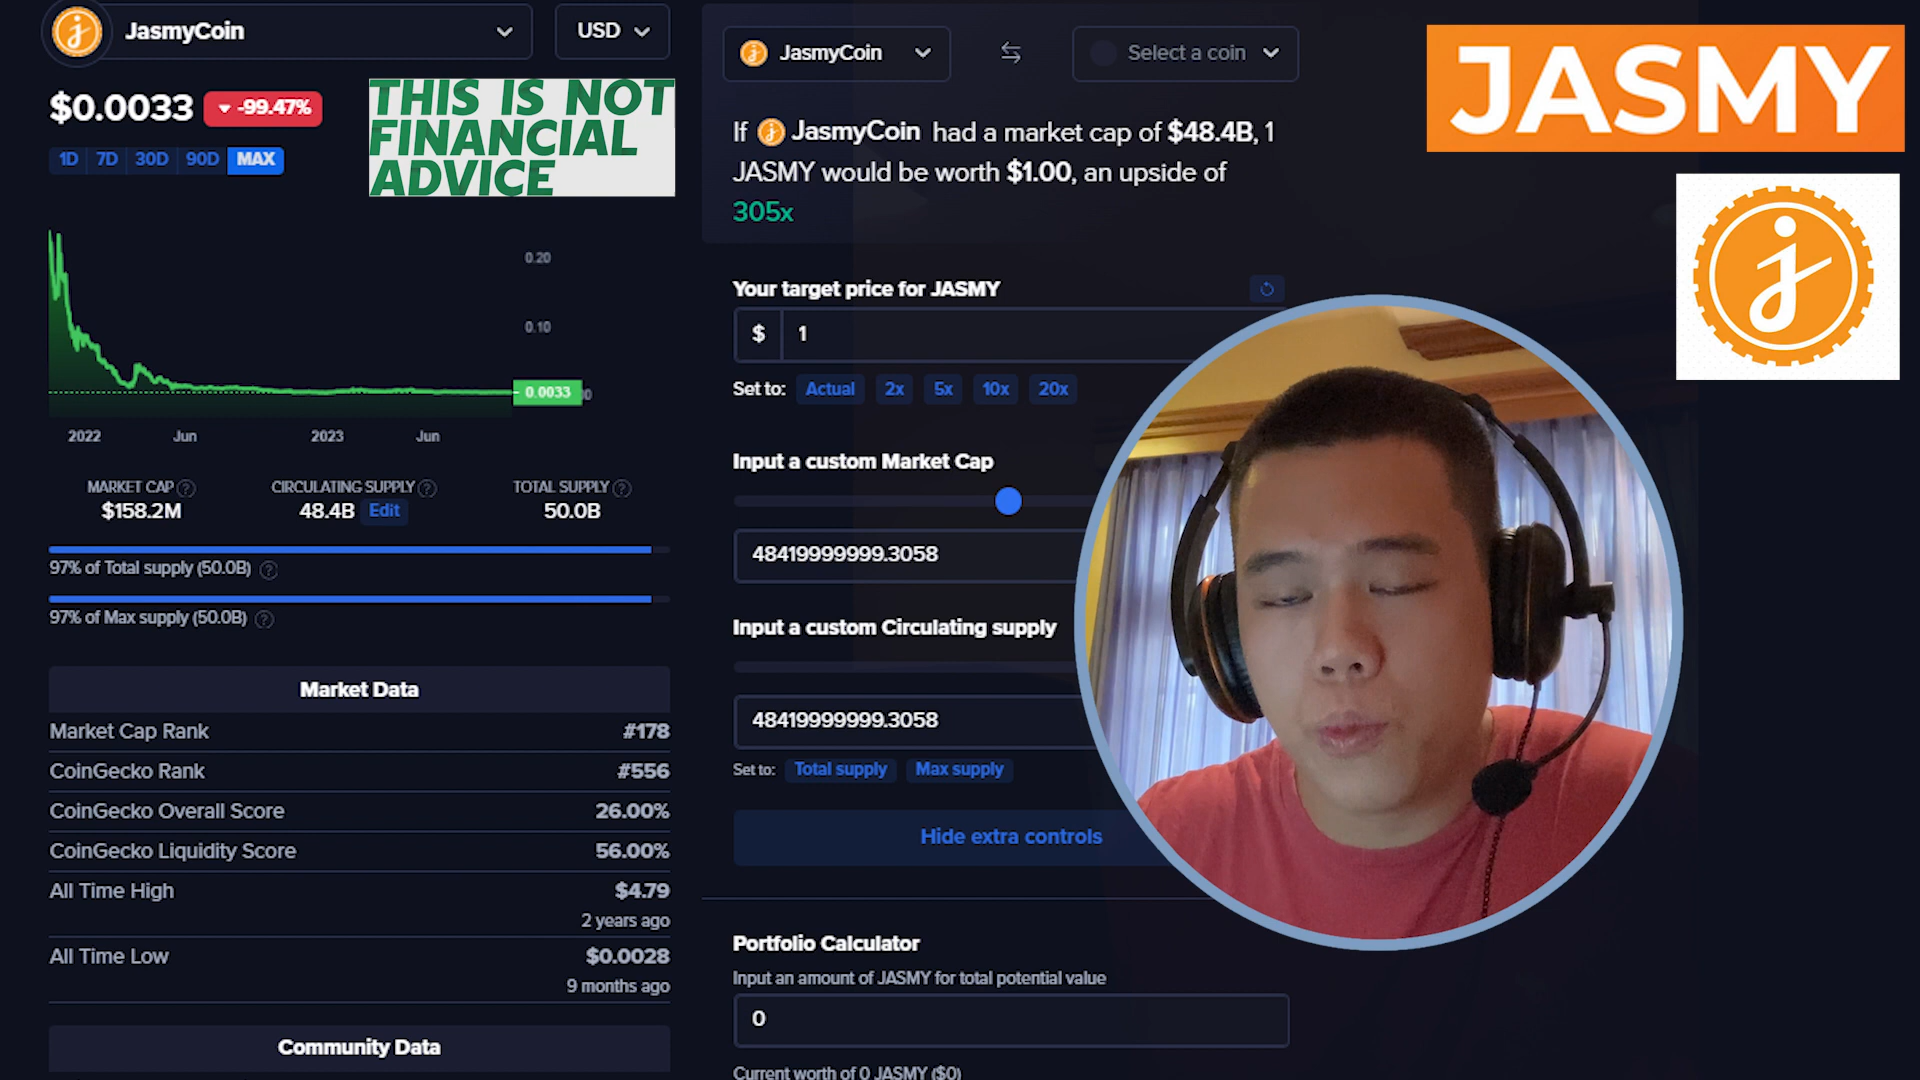 JasmyCoin
USD
$0.0033
-99.47%
1D 7D 30D 90D MAX
THIS IS NOT
FINANCIAL
ADVICE
0.20
0.10
0.0033
0
2022 Jun 2023 Jun
MARKET CAP ? CIRCULATING SUPPLY ? TOTAL SUPPLY ?
$158.2M 48.4B Edit 50.0B
97% of Total supply (50.0B) ?
97% of Max supply (50.0B) ?
Market Data
Market Cap Rank #178
CoinGecko Rank #556
CoinGecko Overall Score 26.00%
CoinGecko Liquidity Score 56.00%
All Time High $4.79
2 years ago
All Time Low $0.0028
9 months ago
Community Data
JasmyCoin
Select a coin
If JasmyCoin had a market cap of $48.4B, 1
JASMY would be worth $1.00, an upside of
305x
Your target price for JASMY
$ 1
Set to: Actual 2x 5x 10x 20x
Input a custom Market Cap
48419999999.3058
Input a custom Circulating supply
48419999999.3058
Set to: Total supply Max supply
Hide extra controls
Portfolio Calculator
Input an amount of JASMY for total potential value
0
Current worth of 0 JASMY ($0)
JASMY